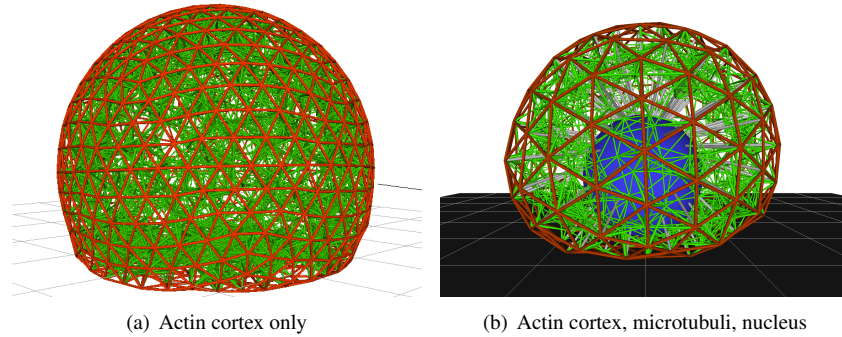 (a) Actin cortex only
(b) Actin cortex, microtubuli, nucleus